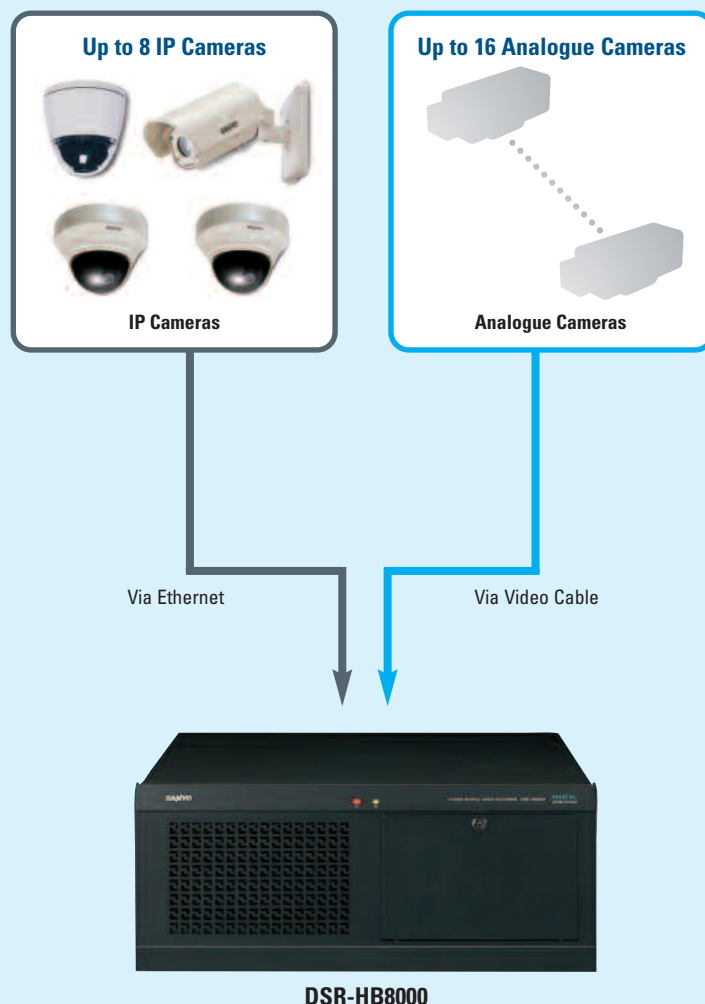 Up to 8 IP Cameras
Up to 16 Analogue Cameras
SANYO
IP Cameras
Analogue Cameras
Via Ethernet
Via Video Cable
SANYO
DSR-HB8000